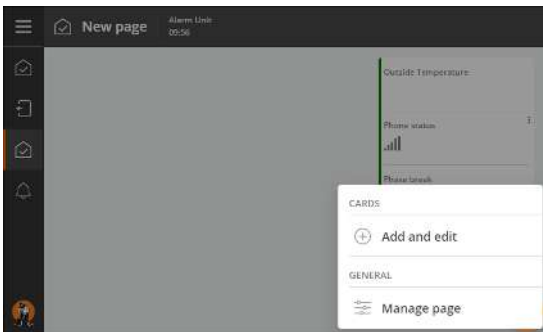 New page
Alarm Unit
09:56
Outside Temperature
Phone status
Phase break
CARDS
Add and edit
GENERAL
Manage page